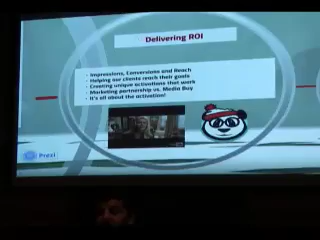 Delivering ROI
- Impressions, Conversions and Reach
- Helping our clients reach their goals
- Creating unique activations that work
- Marketing partnership vs. Media Buy
- It's all about the activation!
Prezi